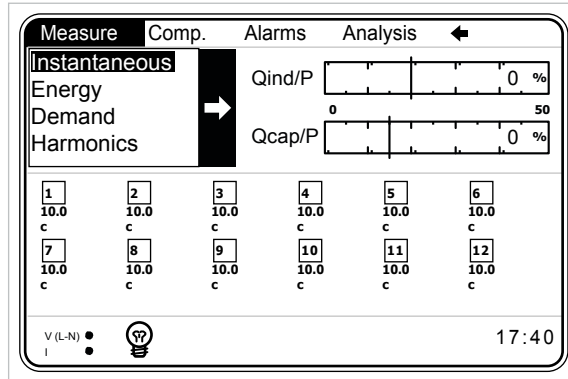 Measure Comp. Alarms Analysis
Instantaneous
Energy
Demand
Harmonics
Qind/P 0 %
0 50
Qcap/P 0 %
1 2 3 4 5 6
10.0 10.0 10.0 10.0 10.0 10.0
c c c c c c
7 8 9 10 11 12
10.0 10.0 10.0 10.0 10.0 10.0
c c c c c c
V (L-N)
I
17:40